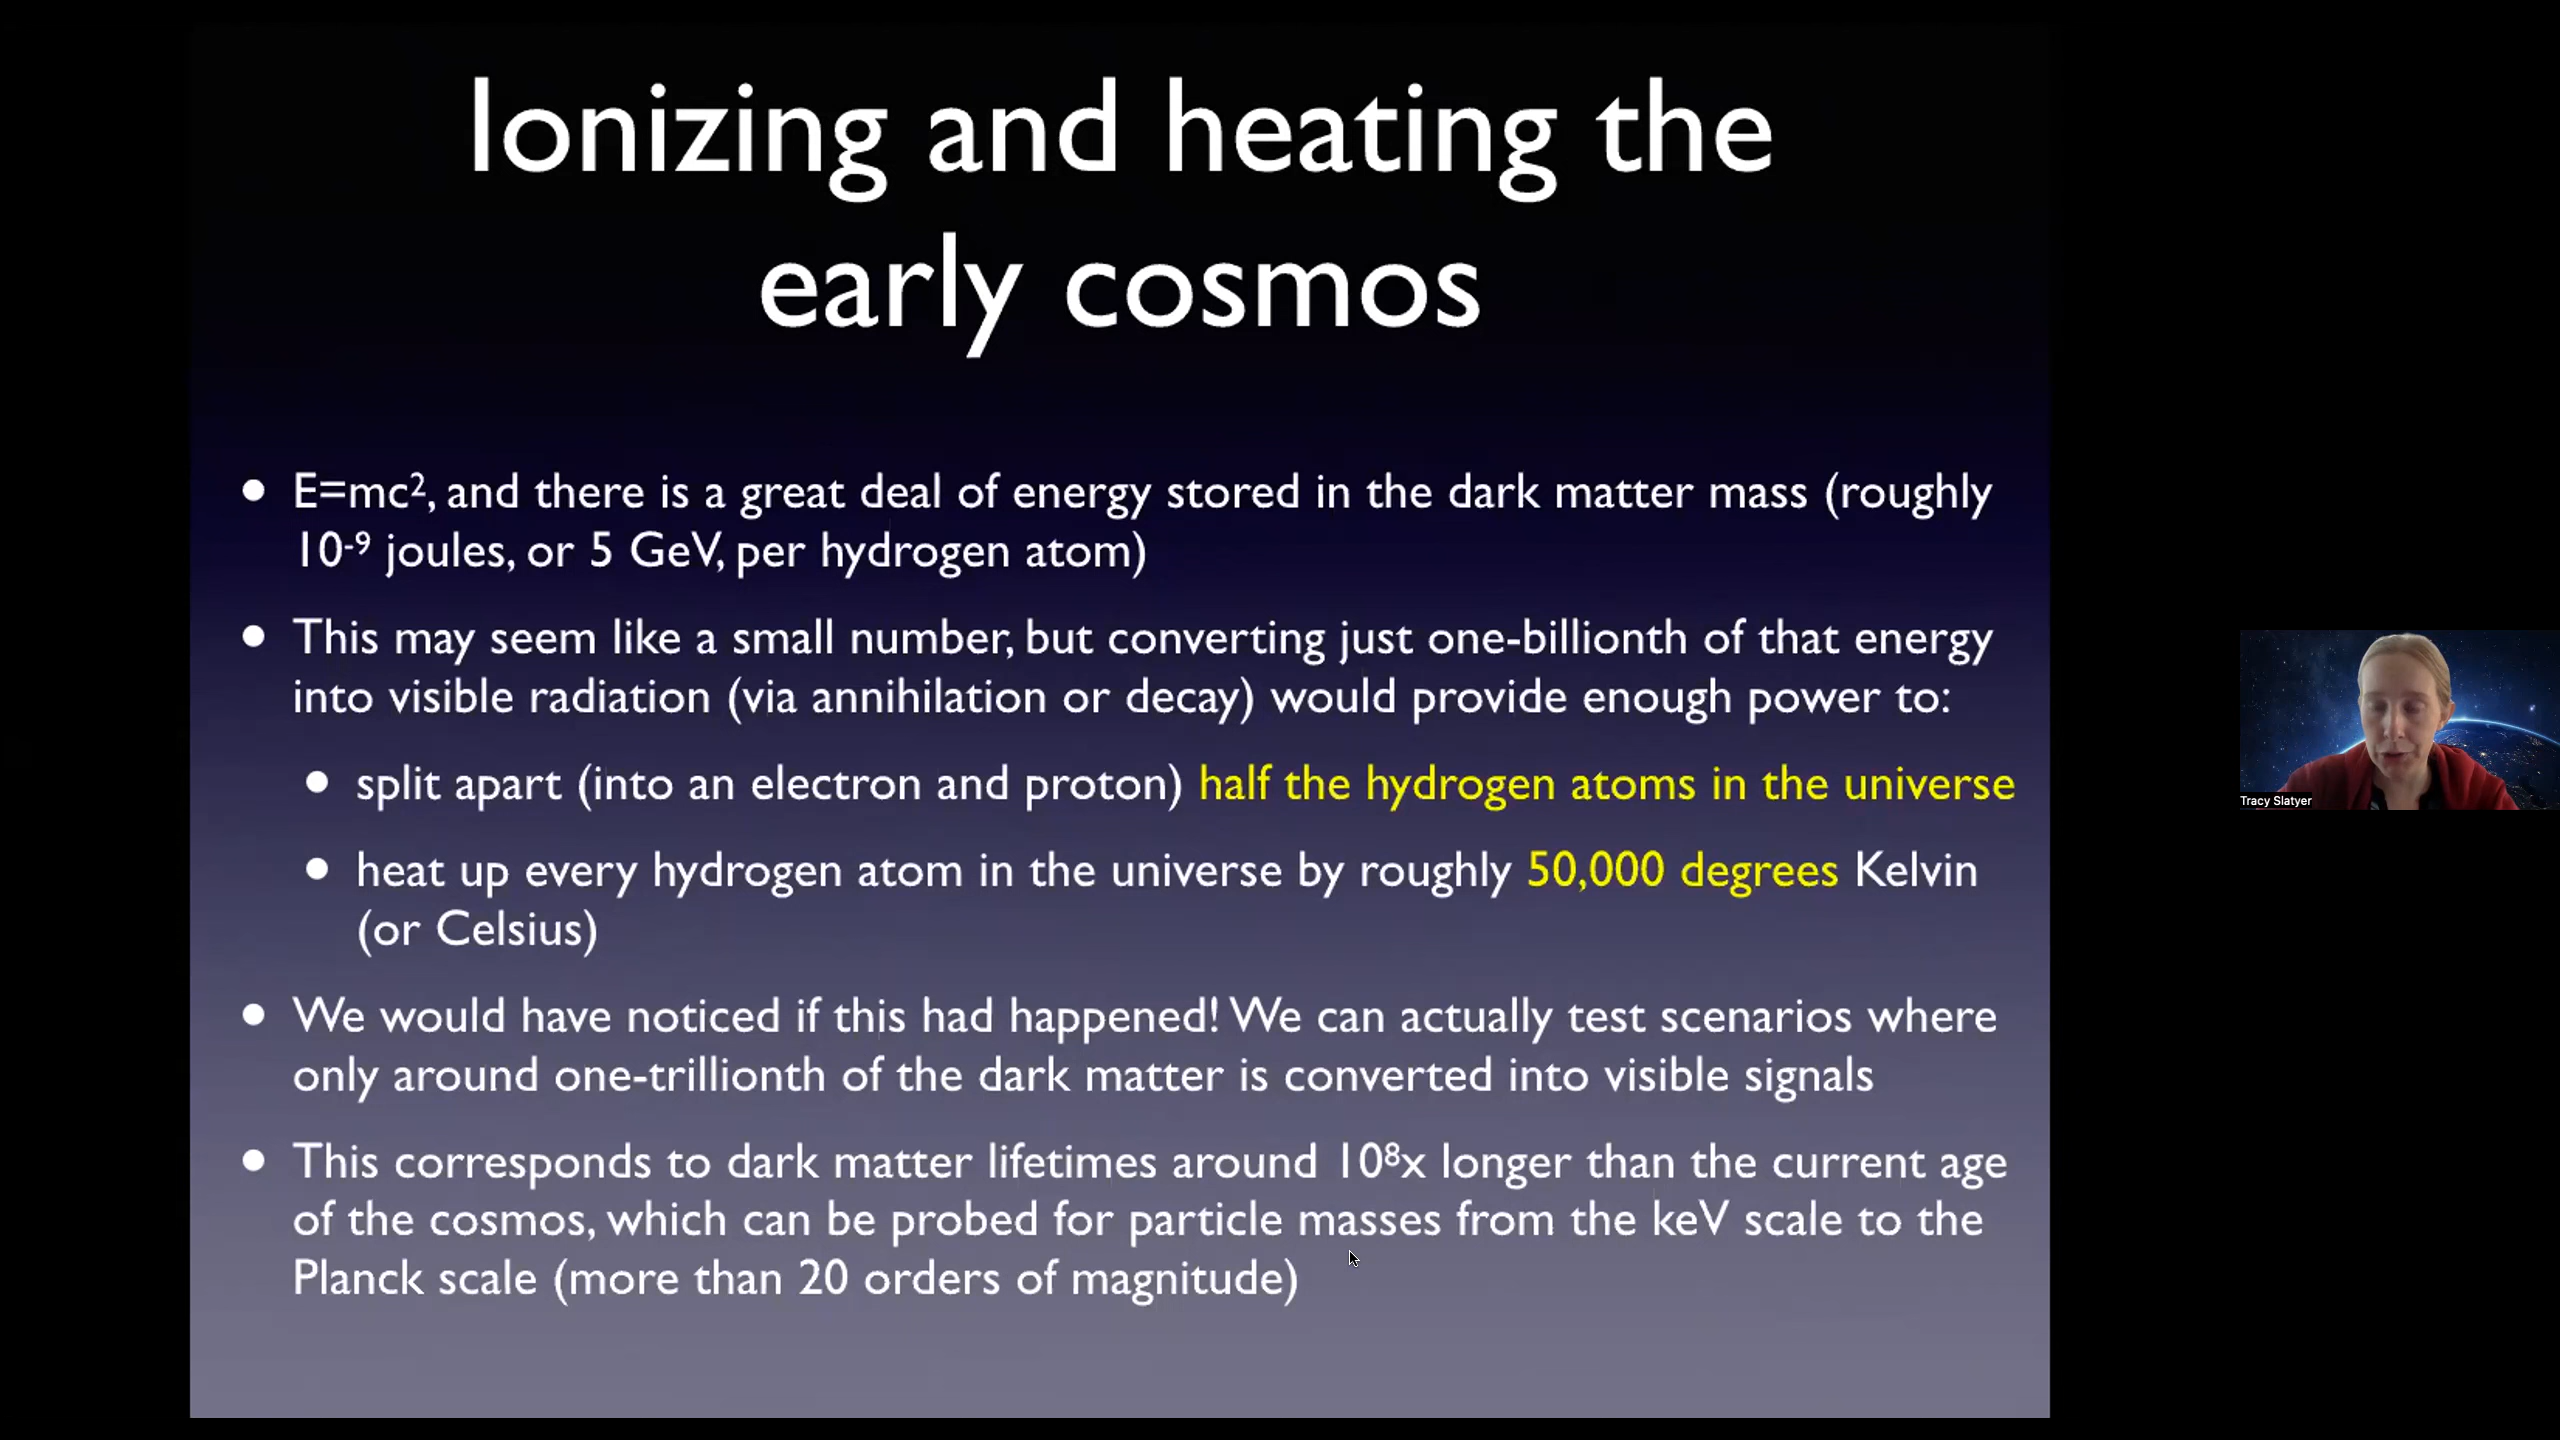 Ionizing and heating the
early cosmos
• E=mc², and there is a great deal of energy stored in the dark matter mass (roughly
10⁻⁹ joules, or 5 GeV, per hydrogen atom)
• This may seem like a small number, but converting just one-billionth of that energy
into visible radiation (via annihilation or decay) would provide enough power to:
• split apart (into an electron and proton) half the hydrogen atoms in the universe
• heat up every hydrogen atom in the universe by roughly 50,000 degrees Kelvin
(or Celsius)
• We would have noticed if this had happened! We can actually test scenarios where
only around one-trillionth of the dark matter is converted into visible signals
• This corresponds to dark matter lifetimes around 10⁸x longer than the current age
of the cosmos, which can be probed for particle masses from the keV scale to the
Planck scale (more than 20 orders of magnitude)
Tracy Slatyer